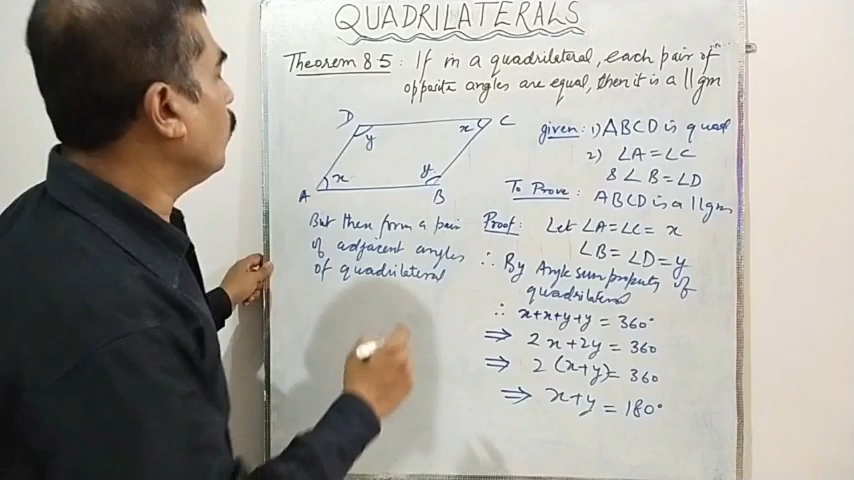 QUADRILATERALS
Theorem 8.5 : If in a quadrilateral, each pair of
opposite angles are equal, then it is a ||gm
D
C
y
x
x
y
A
B
given: 1) ABCD is quad
2) ∠A = ∠C
& ∠B = ∠D
To Prove: ABCD is a ||gm
Proof: Let ∠A = ∠C = x
∠B = ∠D = y
∴ By Angle sum property of
quadrilateral
∴ x+x+y+y = 360°
⇒ 2x+2y = 360
⇒ 2(x+y) = 360
⇒ x+y = 180°
But then form a pair
of adjacent angles
of quadrilateral